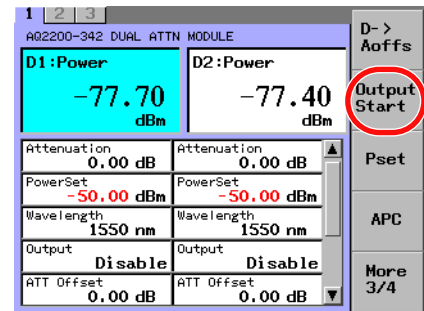 1 2 3
AQ2200-342 DUAL ATTN MODULE
D1:Power
-77.70
dBm
D2:Power
-77.40
dBm
Attenuation
0.00 dB
Attenuation
0.00 dB
PowerSet
-50.00 dBm
PowerSet
-50.00 dBm
Wavelength
1550 nm
Wavelength
1550 nm
Output
Disable
Output
Disable
ATT Offset
0.00 dB
ATT Offset
0.00 dB
D->
Aoffs
Output
Start
Pset
APC
More
3/4